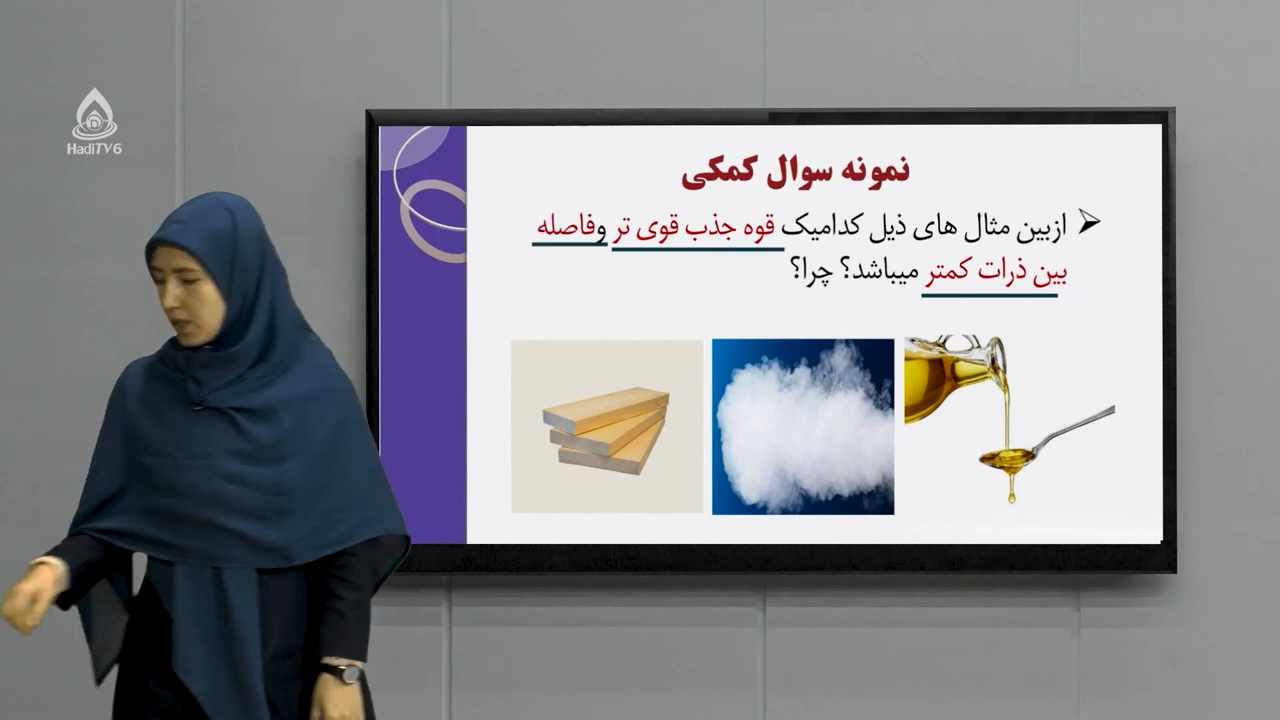 HadiTV6
نمونه سوال کمکی
ازبین مثال های ذیل کدامیک قوه جذب قوی تر وفاصله
بین ذرات کمتر میباشد؟ چرا؟